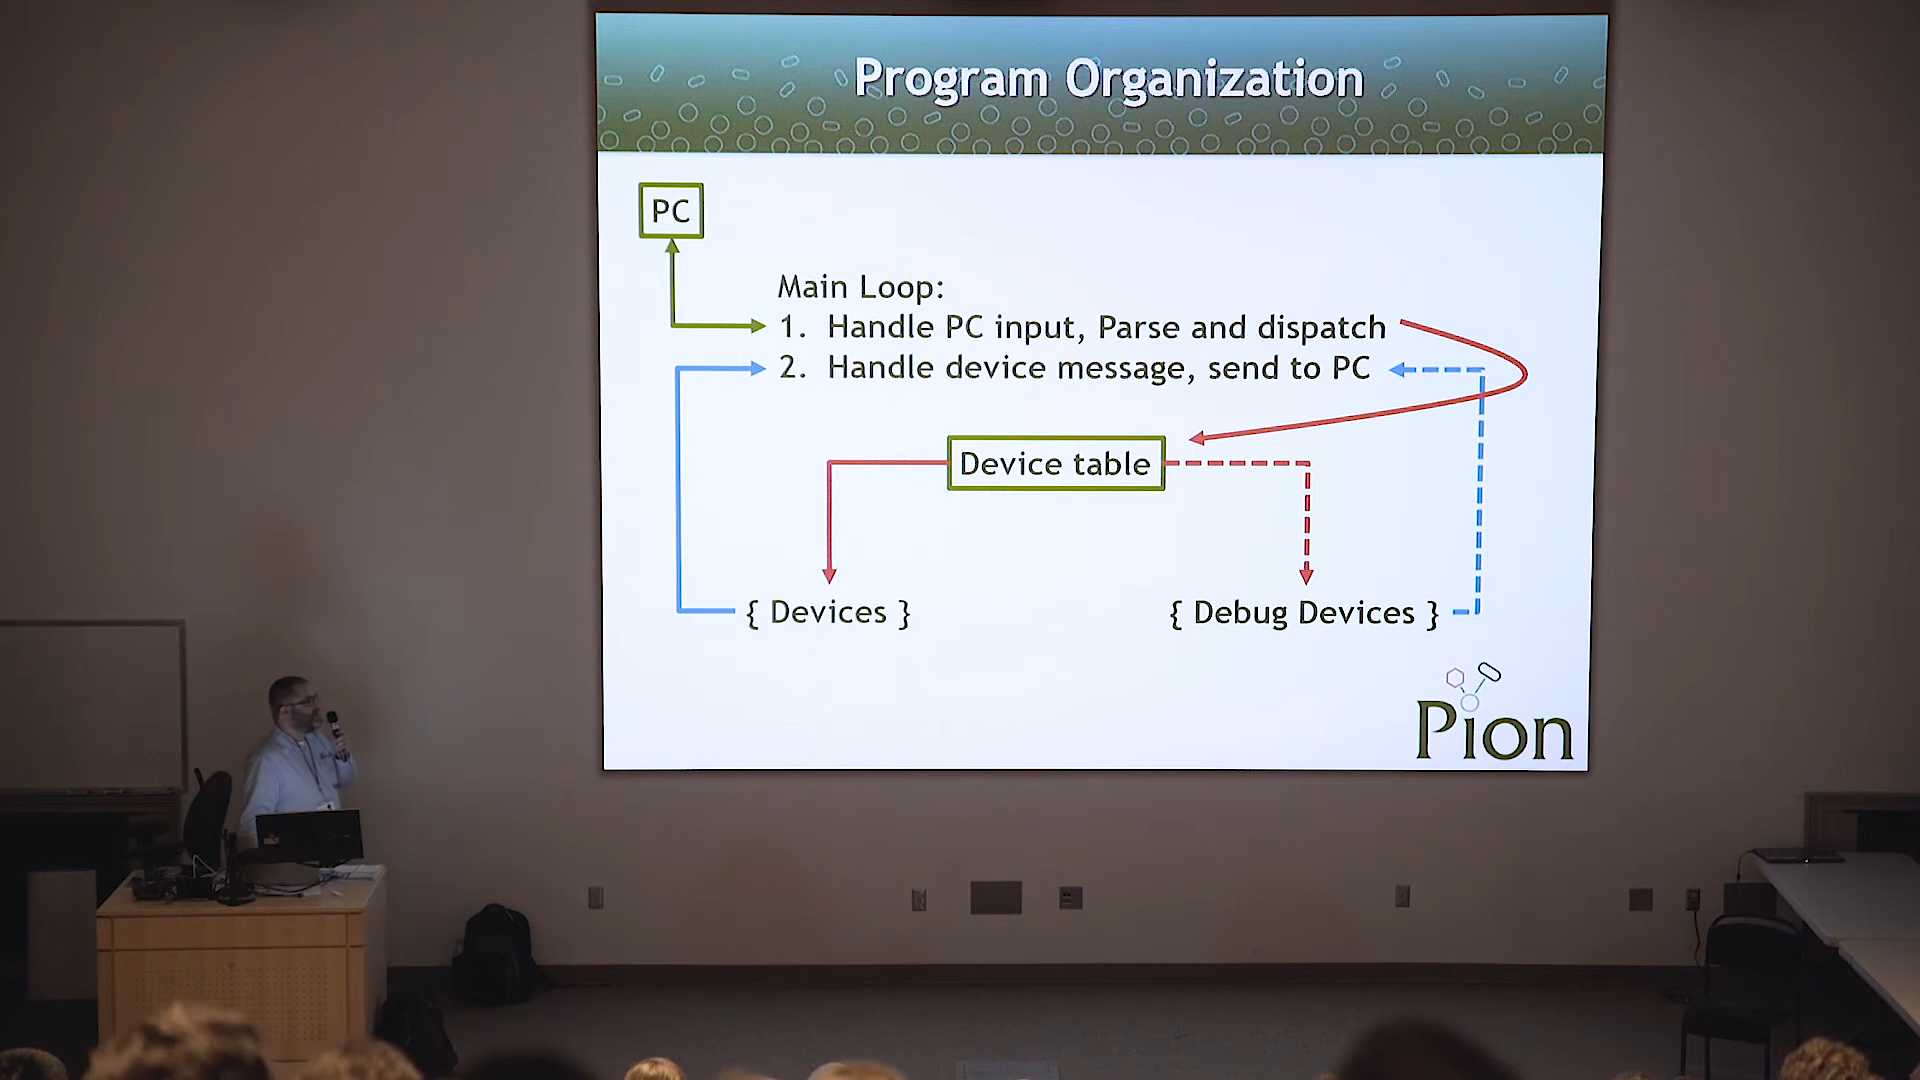 Program Organization
PC
Main Loop:
1. Handle PC input, Parse and dispatch
2. Handle device message, send to PC
Device table
{ Devices }
{ Debug Devices }
Pion